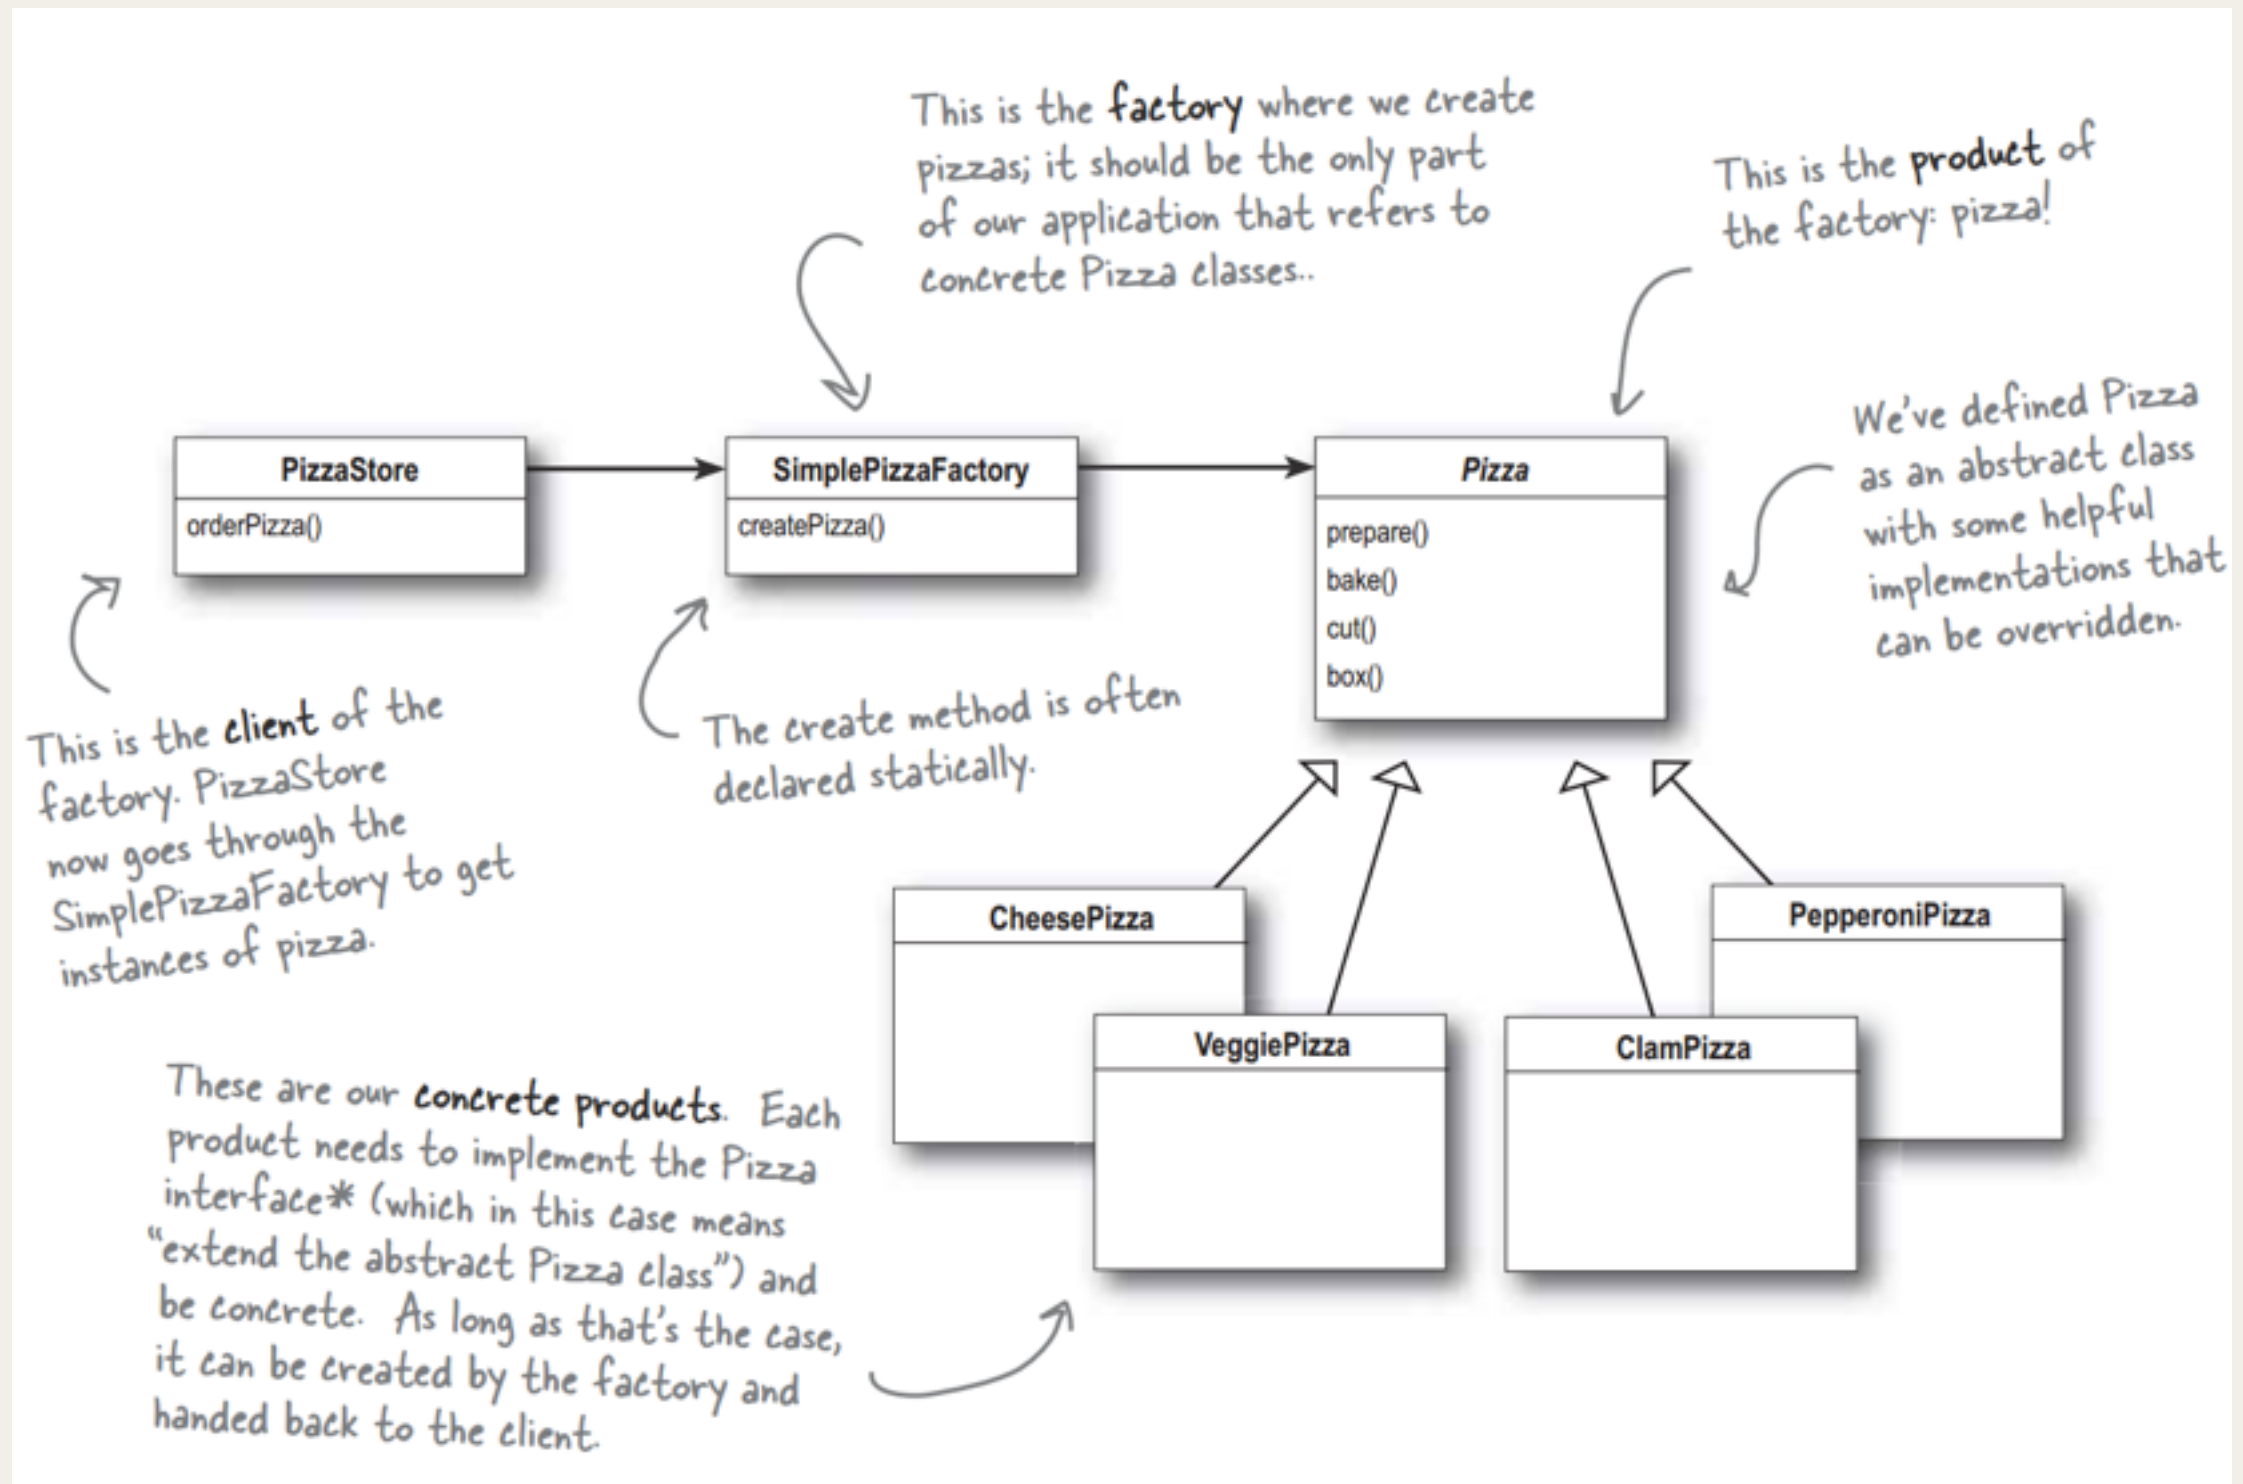 This is the factory where we create
pizzas; it should be the only part
of our application that refers to
concrete Pizza classes..
This is the product of
the factory: pizza!
We've defined Pizza
as an abstract class
with some helpful
implementations that
can be overridden.
PizzaStore
orderPizza()
SimplePizzaFactory
createPizza()
Pizza
prepare()
bake()
cut()
box()
This is the client of the
factory. PizzaStore
now goes through the
SimplePizzaFactory to get
instances of pizza.
The create method is often
declared statically.
CheesePizza
VeggiePizza
ClamPizza
PepperoniPizza
These are our concrete products. Each
product needs to implement the Pizza
interface* (which in this case means
“extend the abstract Pizza class”) and
be concrete. As long as that's the case,
it can be created by the factory and
handed back to the client.